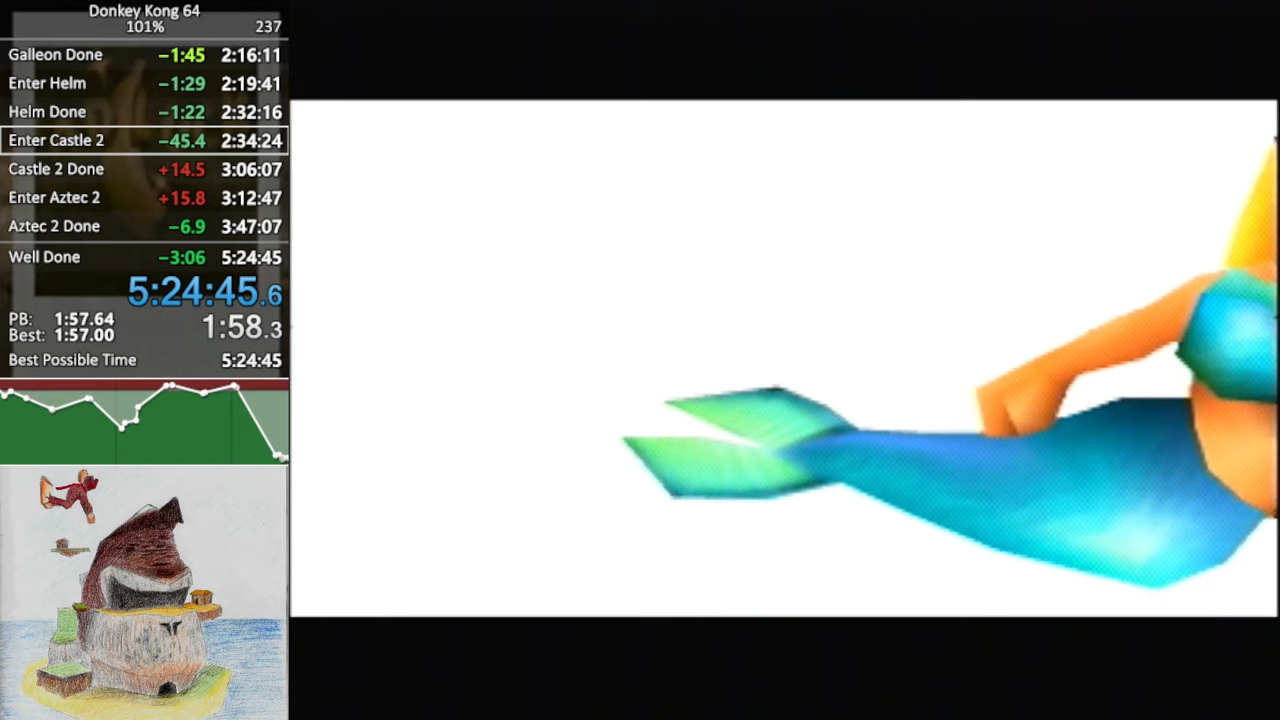 Donkey Kong 64
101% 237
Galleon Done −1:45 2:16:11
Enter Helm −1:29 2:19:41
Helm Done −1:22 2:32:16
Enter Castle 2 −45.4 2:34:24
Castle 2 Done +14.5 3:06:07
Enter Aztec 2 +15.8 3:12:47
Aztec 2 Done −6.9 3:47:07
Well Done −3:06 5:24:45
5:24:45.6
PB: 1:57.64 1:58.3
Best: 1:57.00
Best Possible Time 5:24:45